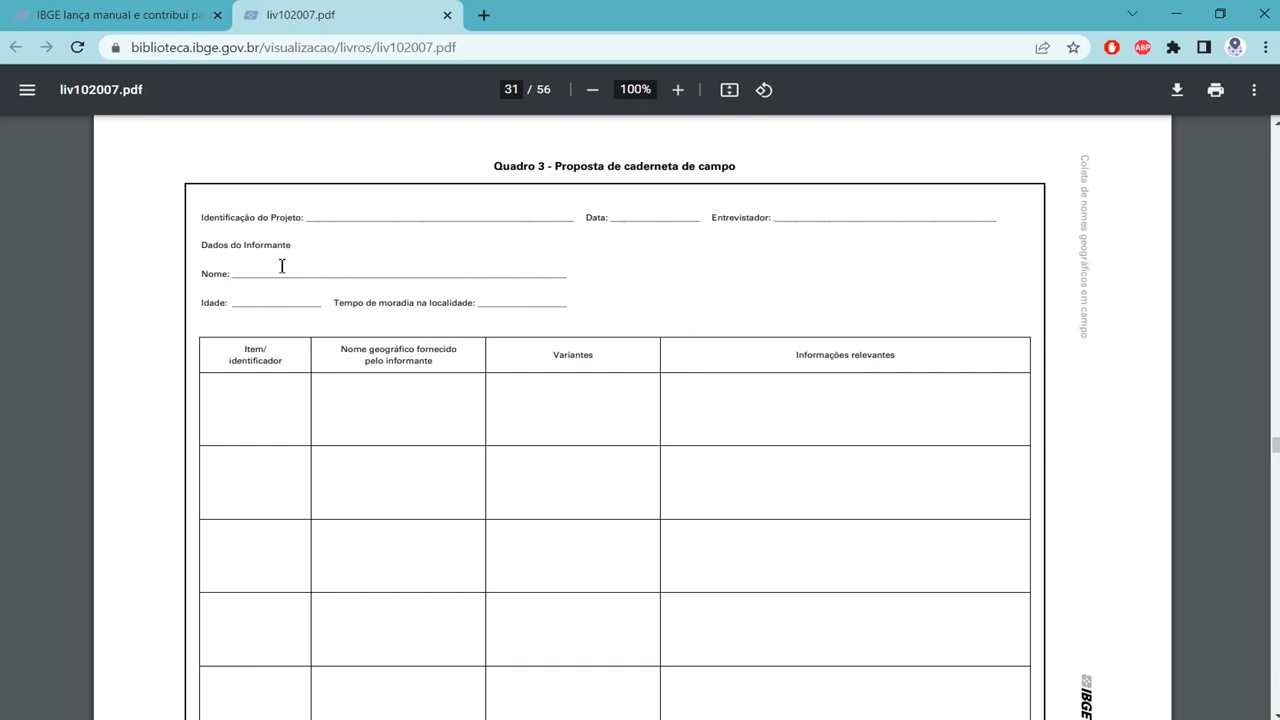 IBGE lança manual e contribui pa
liv102007.pdf
biblioteca.ibge.gov.br/visualizacao/livros/liv102007.pdf
ABP
liv102007.pdf
31 / 56
100%
Quadro 3 - Proposta de caderneta de campo
Identificação do Projeto: Data: Entrevistador:
Dados do Informante
Nome:
Idade: Tempo de moradia na localidade:
Item/
identificador
Nome geográfico fornecido
pelo informante
Variantes
Informações relevantes
Coleta de nomes geográficos em campo
IBGE